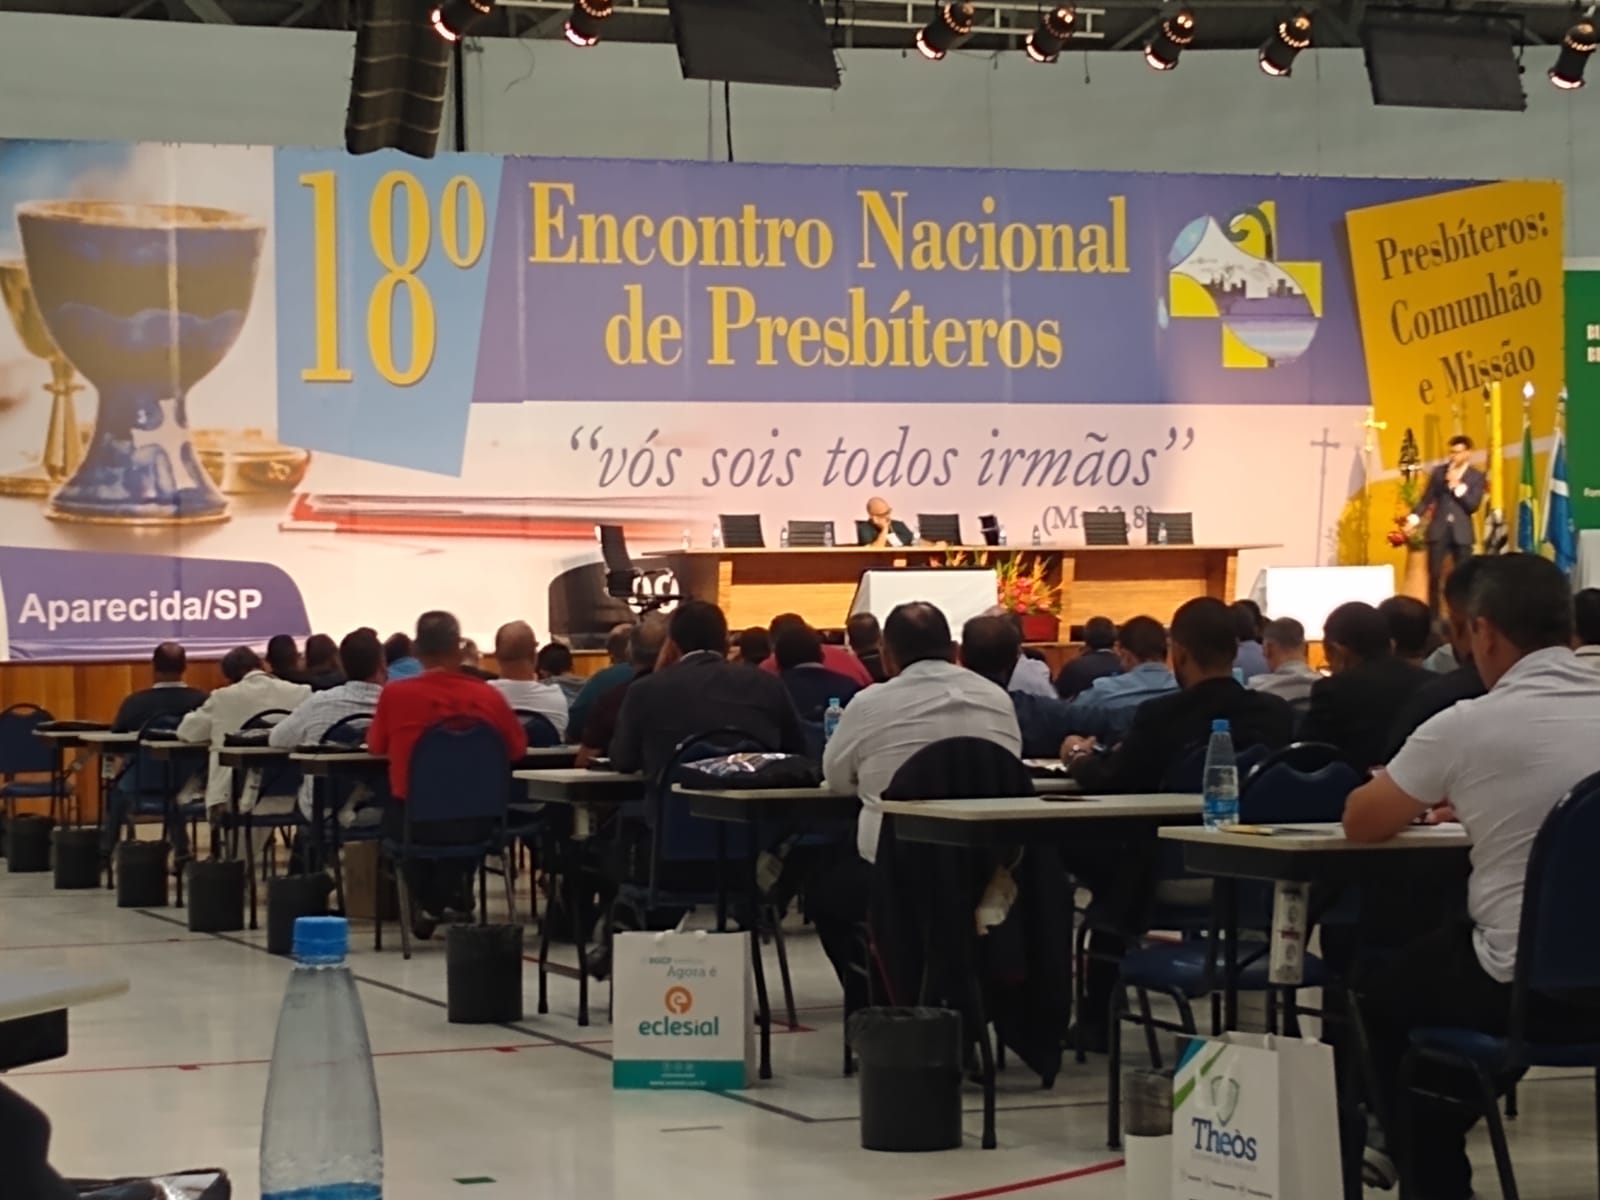 18º
Encontro Nacional
de Presbíteros
Presbíteros:
Comunhão
e Missão
“vós sois todos irmãos”
Aparecida/SP
Agora é
eclesial
Theòs